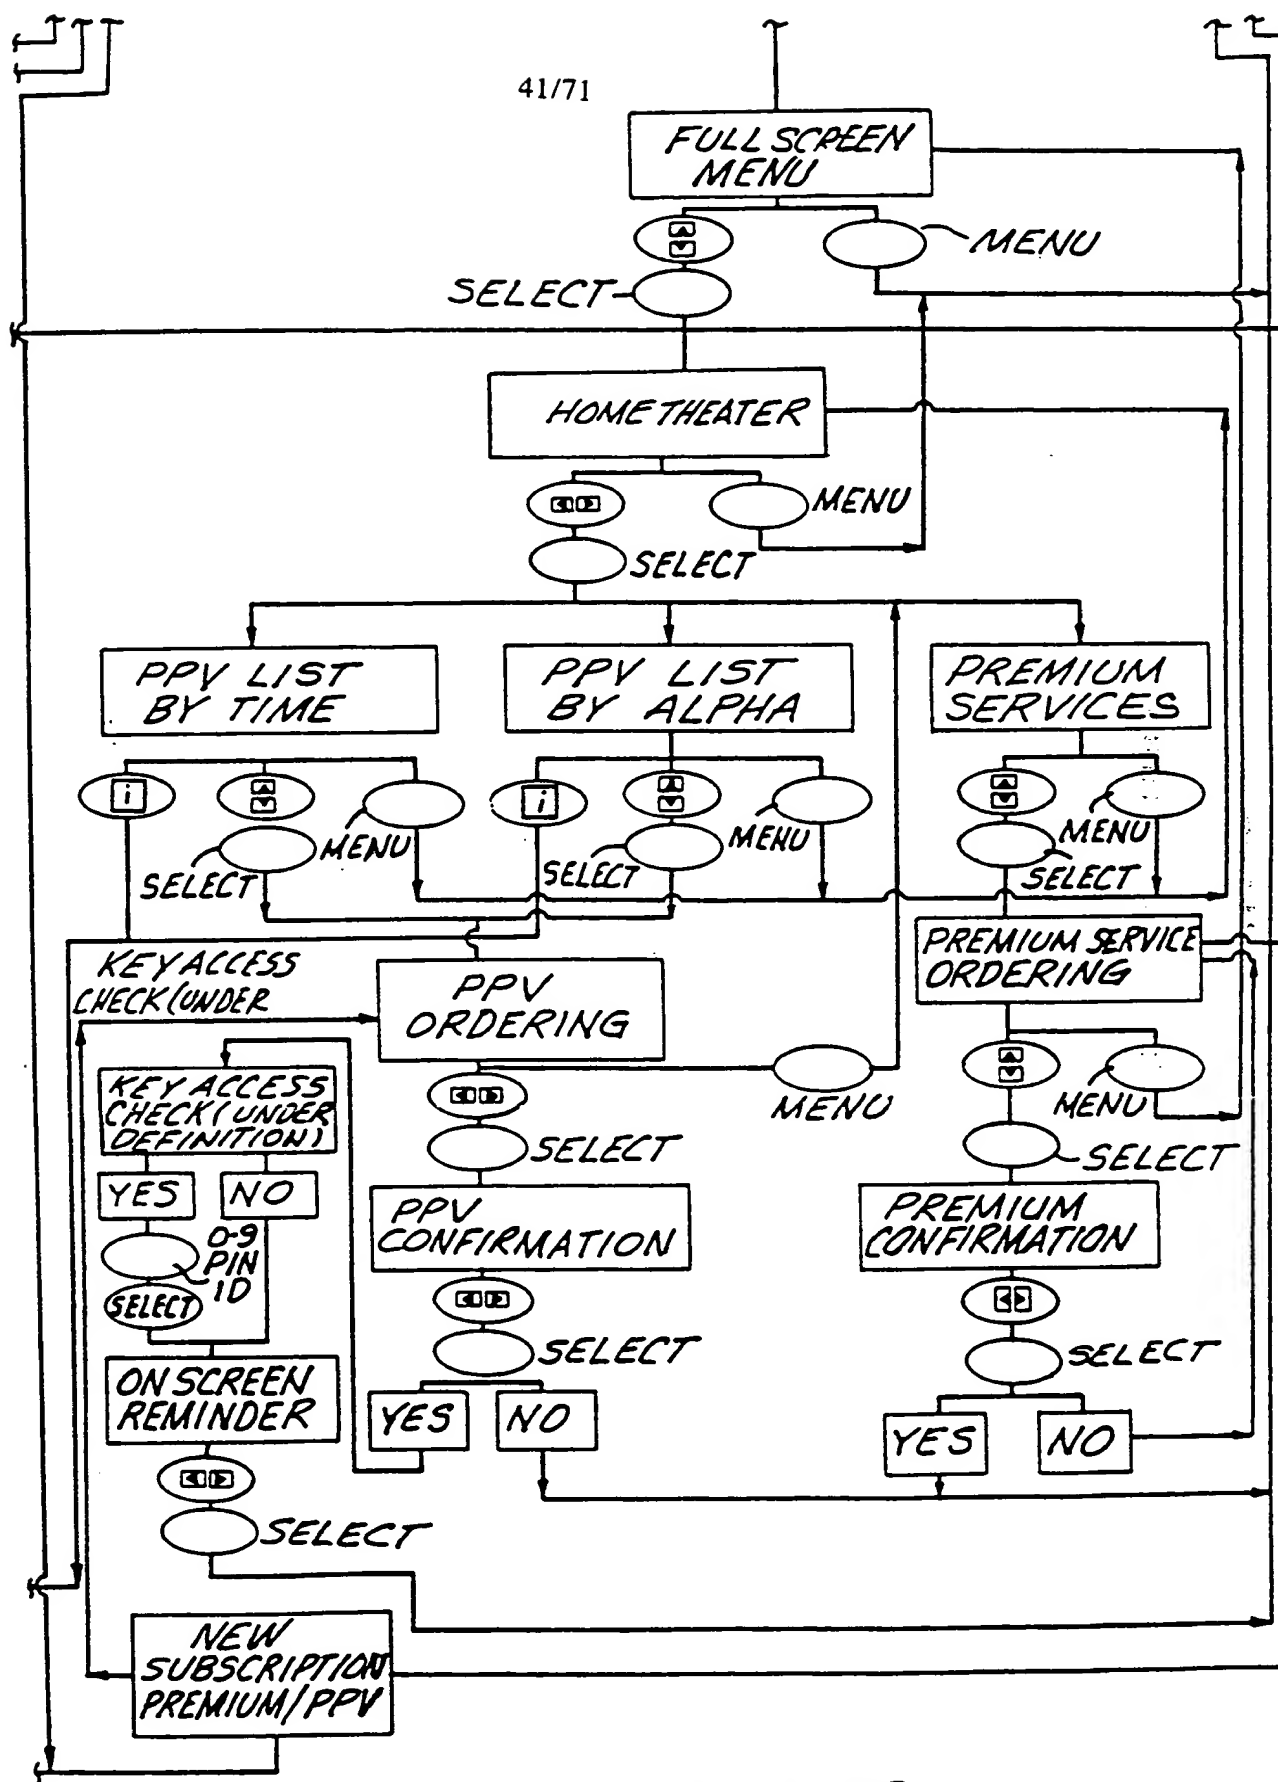 41/71
FULL SCREEN
MENU
MENU
SELECT
HOME THEATER
MENU
SELECT
PPV LIST
BY TIME
PPV LIST
BY ALPHA
PREMIUM
SERVICES
i
MENU
SELECT
i
MENU
SELECT
MENU
SELECT
KEY ACCESS
CHECK (UNDER
PPV
ORDERING
PREMIUM SERVICE
ORDERING
MENU
MENU
SELECT
KEY ACCESS
CHECK (UNDER
DEFINITION)
YES
NO
0-9
PIN
ID
SELECT
SELECT
PPV
CONFIRMATION
PREMIUM
CONFIRMATION
SELECT
SELECT
YES
NO
YES
NO
ON SCREEN
REMINDER
SELECT
NEW
SUBSCRIPTION
PREMIUM/PPV